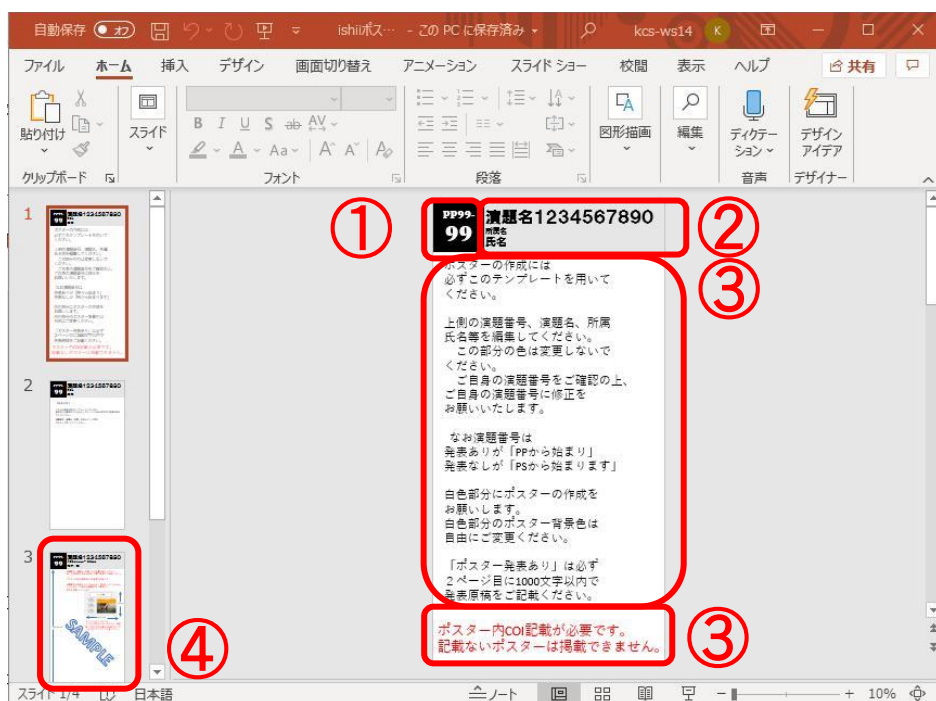 自動保存 オフ ishiiポス… - この PC に保存済み kcs-ws14 K
ファイル ホーム 挿入 デザイン 画面切り替え アニメーション スライド ショー 校閲 表示 ヘルプ 共有
貼り付け スライド B I U S ab AV A Aa A A 図形描画 編集 ディクテーション デザイン アイデア
クリップボード フォント 段落 音声 デザイナー
1
2
3
演題名1234567890
99
SAMPLE
④
①
PP99-
99
演題名1234567890
所属名
氏名
②
③
ポスターの作成には
必ずこのテンプレートを用いて
ください。
上側の演題番号、演題名、所属
氏名等を編集してください。
この部分の色は変更しないで
ください。
ご自身の演題番号をご確認の上、
ご自身の演題番号に修正を
お願いいたします。
なお演題番号は
発表ありが「PPから始まり」
発表なしが「PSから始まります」
白色部分にポスターの作成を
お願いします。
白色部分のポスター背景色は
自由にご変更ください。
「ポスター発表あり」は必ず
2ページ目に1000文字以内で
発表原稿をご記載ください。
ポスター内COI記載が必要です。
記載ないポスターは掲載できません。
③
スライド 1/4 日本語 ノート 10%